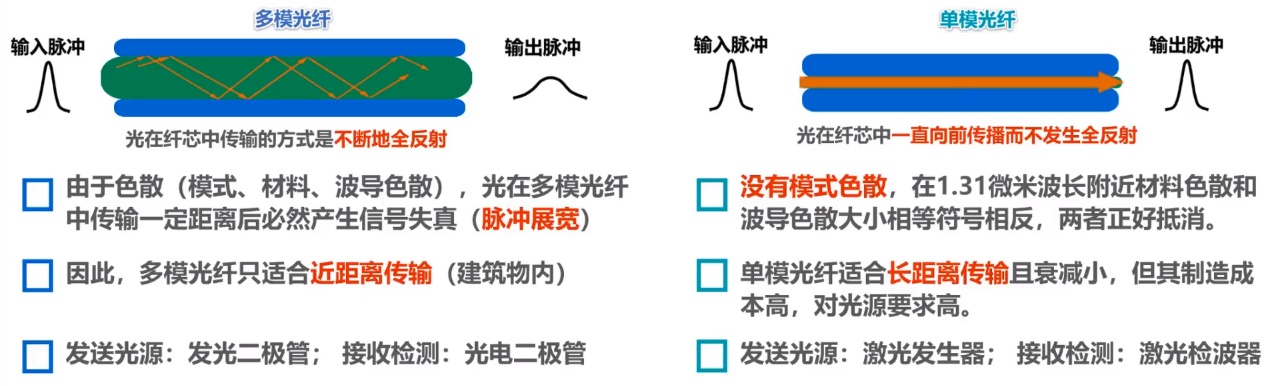 多模光纤
输入脉冲
输出脉冲
光在纤芯中传输的方式是不断地全反射
由于色散（模式、材料、波导色散），光在多模光纤
中传输一定距离后必然产生信号失真（脉冲展宽）
因此，多模光纤只适合近距离传输（建筑物内）
发送光源：发光二极管； 接收检测：光电二极管
单模光纤
输入脉冲
输出脉冲
光在纤芯中一直向前传播而不发生全反射
没有模式色散，在1.31微米波长附近材料色散和
波导色散大小相等符号相反，两者正好抵消。
单模光纤适合长距离传输且衰减小，但其制造成
本高，对光源要求高。
发送光源：激光发生器； 接收检测：激光检波器